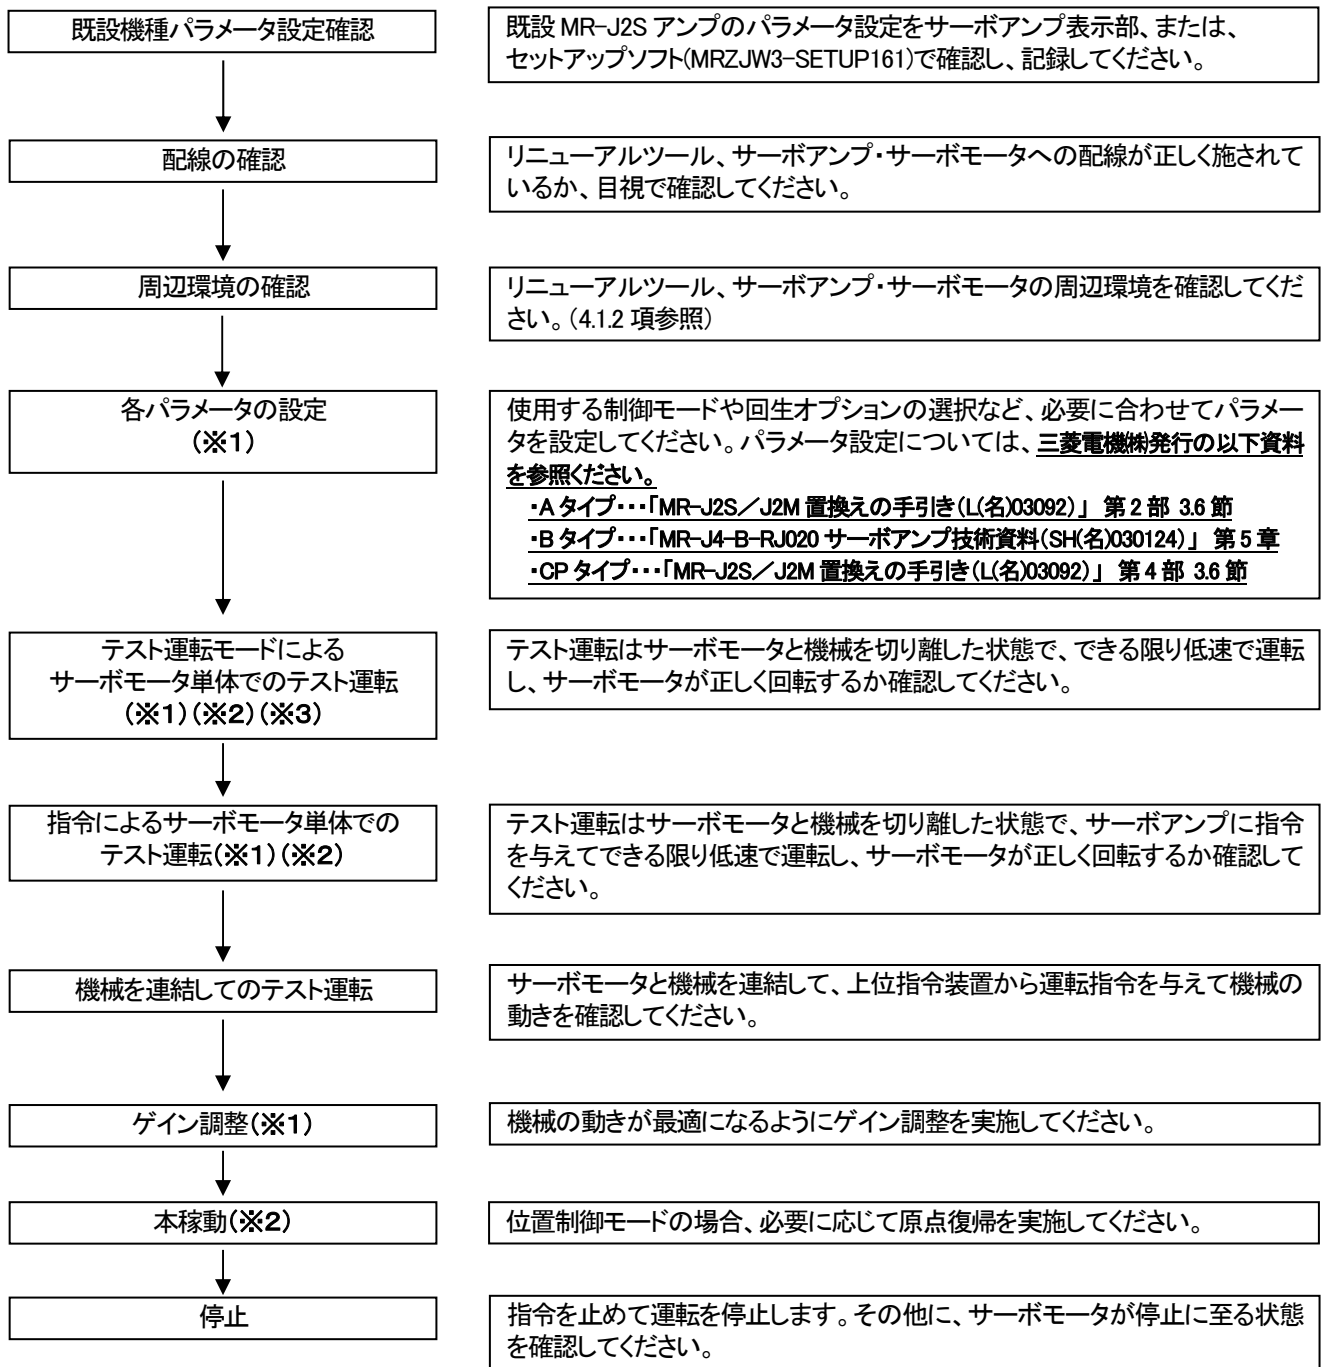 既設機種パラメータ設定確認
既設 MR-J2S アンプのパラメータ設定をサーボアンプ表示部、または、
セットアップソフト(MRZJW3-SETUP161)で確認し、記録してください。
配線の確認
リニューアルツール、サーボアンプ・サーボモータへの配線が正しく施されて
いるか、目視で確認してください。
周辺環境の確認
リニューアルツール、サーボアンプ・サーボモータの周辺環境を確認してくだ
さい。(4.1.2 項参照)
各パラメータの設定
(※1)
使用する制御モードや回生オプションの選択など、必要に合わせてパラメー
タを設定してください。パラメータ設定については、三菱電機㈱発行の以下資料
を参照ください。
・A タイプ・・・「MR-J2S/J2M 置換えの手引き(L(名)03092)」 第 2 部 3.6 節
・B タイプ・・・「MR-J4-B-RJ020 サーボアンプ技術資料(SH(名)030124)」 第 5 章
・CP タイプ・・・「MR-J2S/J2M 置換えの手引き(L(名)03092)」 第 4 部 3.6 節
テスト運転モードによる
サーボモータ単体でのテスト運転
(※1)(※2)(※3)
テスト運転はサーボモータと機械を切り離した状態で、できる限り低速で運転
し、サーボモータが正しく回転するか確認してください。
指令によるサーボモータ単体での
テスト運転(※1)(※2)
テスト運転はサーボモータと機械を切り離した状態で、サーボアンプに指令
を与えてできる限り低速で運転し、サーボモータが正しく回転するか確認して
ください。
機械を連結してのテスト運転
サーボモータと機械を連結して、上位指令装置から運転指令を与えて機械の
動きを確認してください。
ゲイン調整(※1)
機械の動きが最適になるようにゲイン調整を実施してください。
本稼動(※2)
位置制御モードの場合、必要に応じて原点復帰を実施してください。
停止
指令を止めて運転を停止します。その他に、サーボモータが停止に至る状態
を確認してください。